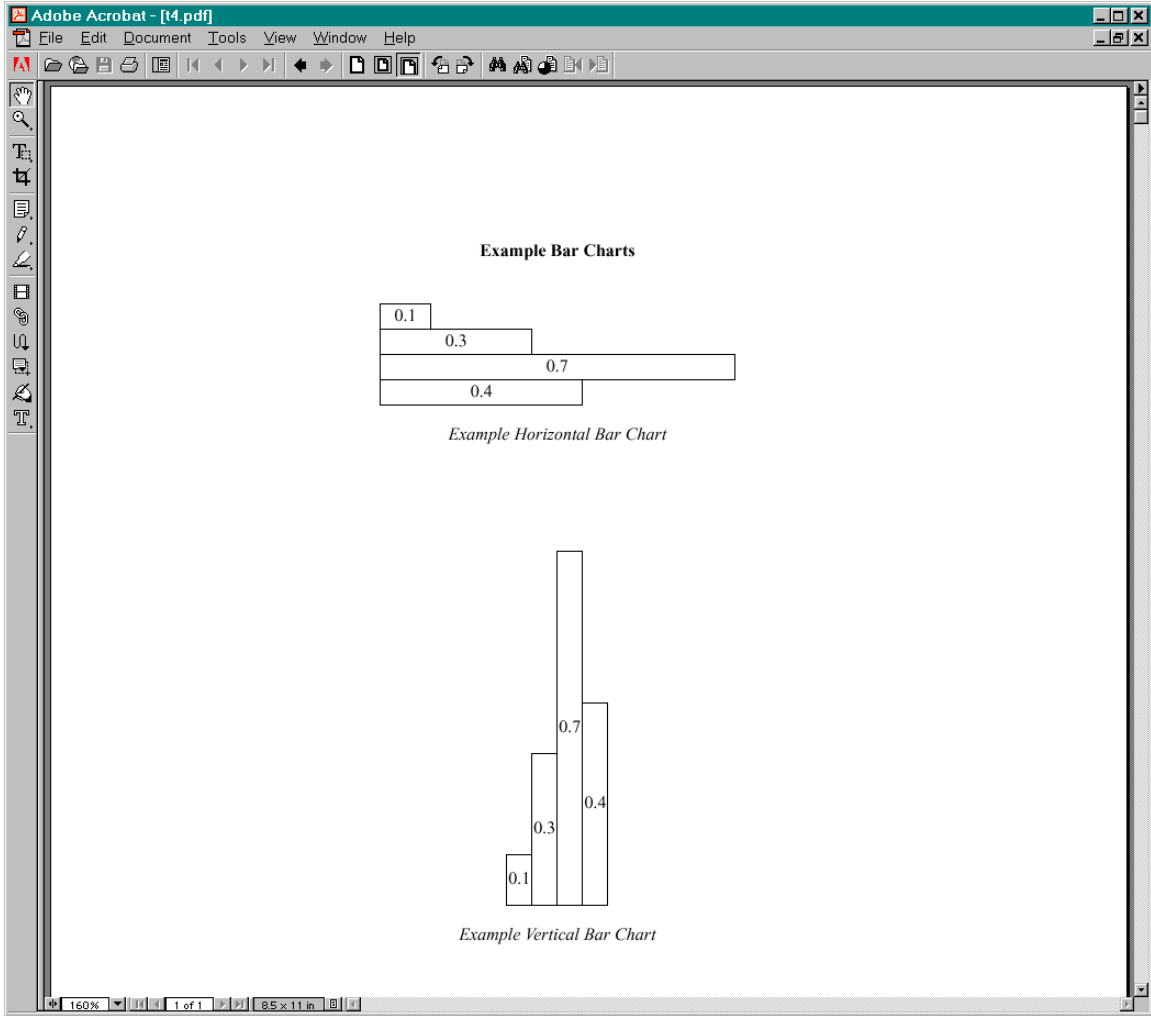 Adobe Acrobat - [t4.pdf]
File Edit Document Tools View Window Help
Example Bar Charts
0.1
0.3
0.7
0.4
Example Horizontal Bar Chart
0.7
0.4
0.3
0.1
Example Vertical Bar Chart
160% 1 of 1 8.5 x 11 in